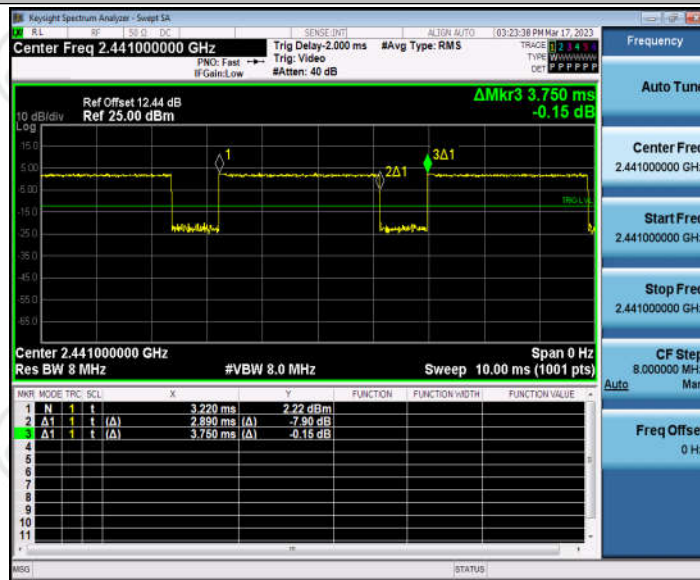 Keysight Spectrum Analyzer - Swept SA
RL RF 50 Ω DC SENSE:INT ALIGN AUTO 03:23:38 PM Mar 17, 2023
Center Freq 2.441000000 GHz
PNO: Fast
IFGain:Low
Trig Delay-2.000 ms
Trig: Video
#Atten: 40 dB
#Avg Type: RMS
TRACE 1 2 3 4 5 6
TYPE WWWWWW
DET P P P P P P
Ref Offset 12.44 dB
10 dB/div Ref 25.00 dBm
Log
ΔMkr3 3.750 ms
-0.15 dB
15.0
5.00
-5.00
-15.0
-25.0
-35.0
-45.0
-55.0
-65.0
1
2Δ1
3Δ1
TRIG LVL
Center 2.441000000 GHz Span 0 Hz
Res BW 8 MHz #VBW 8.0 MHz Sweep 10.00 ms (1001 pts)
MKR MODE TRC SCL X Y FUNCTION FUNCTION WIDTH FUNCTION VALUE
1 N 1 t 3.220 ms 2.22 dBm
2 Δ1 1 t (Δ) 2.890 ms (Δ) -7.90 dB
3 Δ1 1 t (Δ) 3.750 ms (Δ) -0.15 dB
4
5
6
7
8
9
10
11
MSG STATUS
Frequency
Auto Tune
Center Freq
2.441000000 GHz
Start Freq
2.441000000 GHz
Stop Freq
2.441000000 GHz
CF Step
8.000000 MHz
Auto Man
Freq Offset
0 Hz